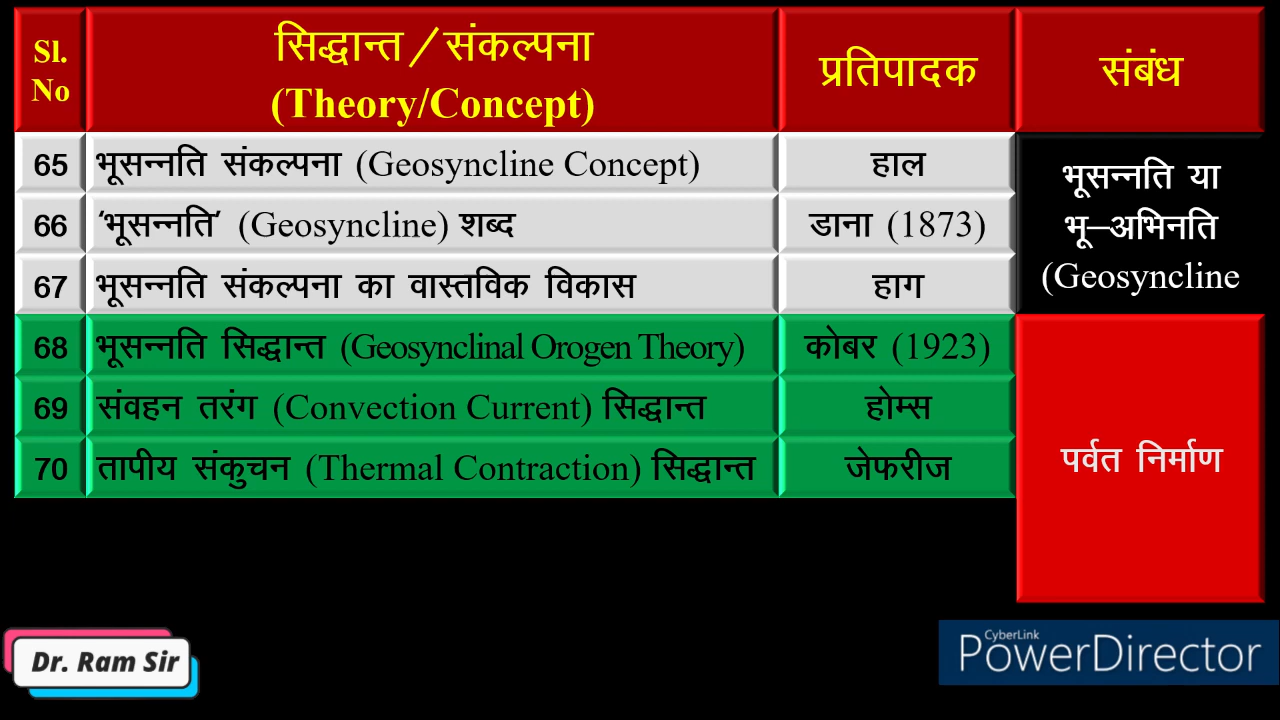 Sl. No
सिद्धान्त/संकल्पना
(Theory/Concept)
प्रतिपादक
संबंध
65 भूसन्नति संकल्पना (Geosyncline Concept) हाल
66 ‘भूसन्नति’ (Geosyncline) शब्द डाना (1873)
67 भूसन्नति संकल्पना का वास्तविक विकास हाग
भूसन्नति या
भू–अभिनति
(Geosyncline
68 भूसन्नति सिद्धान्त (Geosynclinal Orogen Theory) कोबर (1923)
69 संवहन तरंग (Convection Current) सिद्धान्त होम्स
70 तापीय संकुचन (Thermal Contraction) सिद्धान्त जेफरीज
पर्वत निर्माण
Dr. Ram Sir
CyberLink
PowerDirector